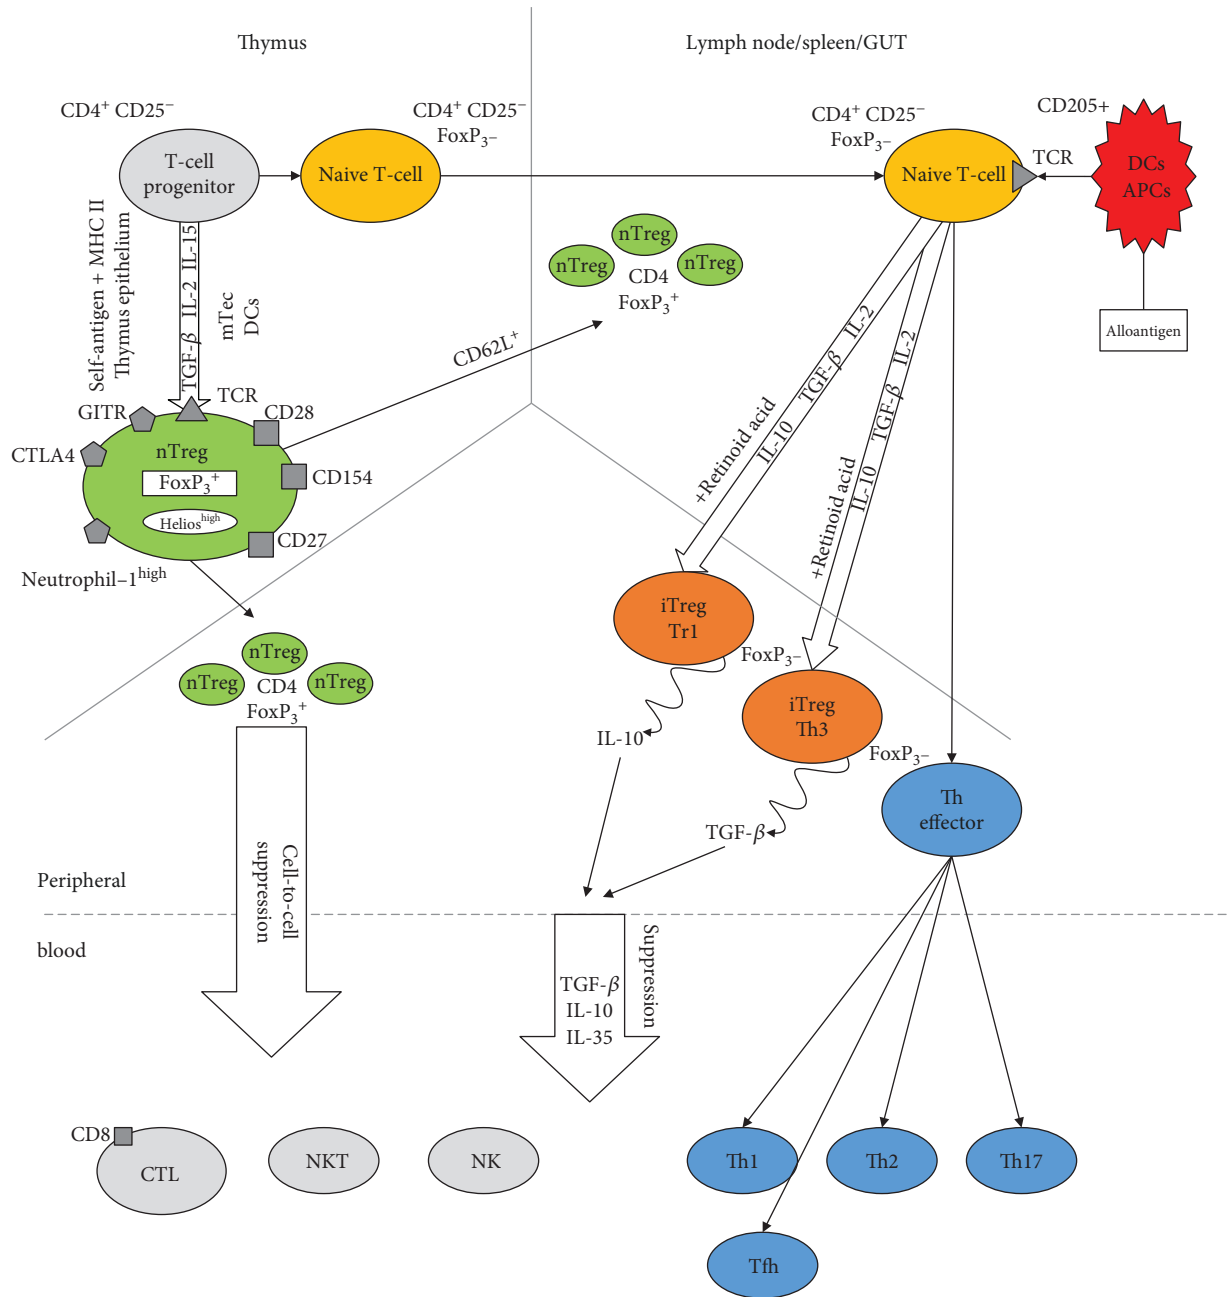 Thymus
Lymph node/spleen/GUT
CD4⁺ CD25⁻
T-cell
progenitor
CD4⁺ CD25⁻
FoxP₃₋
Naive T-cell
CD4⁺ CD25⁻
FoxP₃₋
Naive T-cell
TCR
CD205+
DCs
APCs
Alloantigen
nTreg
nTreg
nTreg
CD4
FoxP₃⁺
Self-antigen + MHC II
Thymus epithelium
TGF-β IL-2 IL-15
mTec
DCs
CD62L⁺
GITR
TCR
CD28
CTLA4
CD154
nTreg
FoxP₃⁺
Helios^high
CD27
Neutrophil–1^high
+Retinoid acid
IL-10 TGF-β IL-2
+Retinoid acid
IL-10 TGF-β IL-2
iTreg
Tr1
FoxP₃₋
iTreg
Th3
FoxP₃₋
nTreg
nTreg
nTreg
CD4
FoxP₃⁺
IL-10
TGF-β
Th
effector
Cell-to-cell
suppression
Peripheral
blood
Suppression
TGF-β
IL-10
IL-35
CD8
CTL
NKT
NK
Th1
Th2
Th17
Tfh